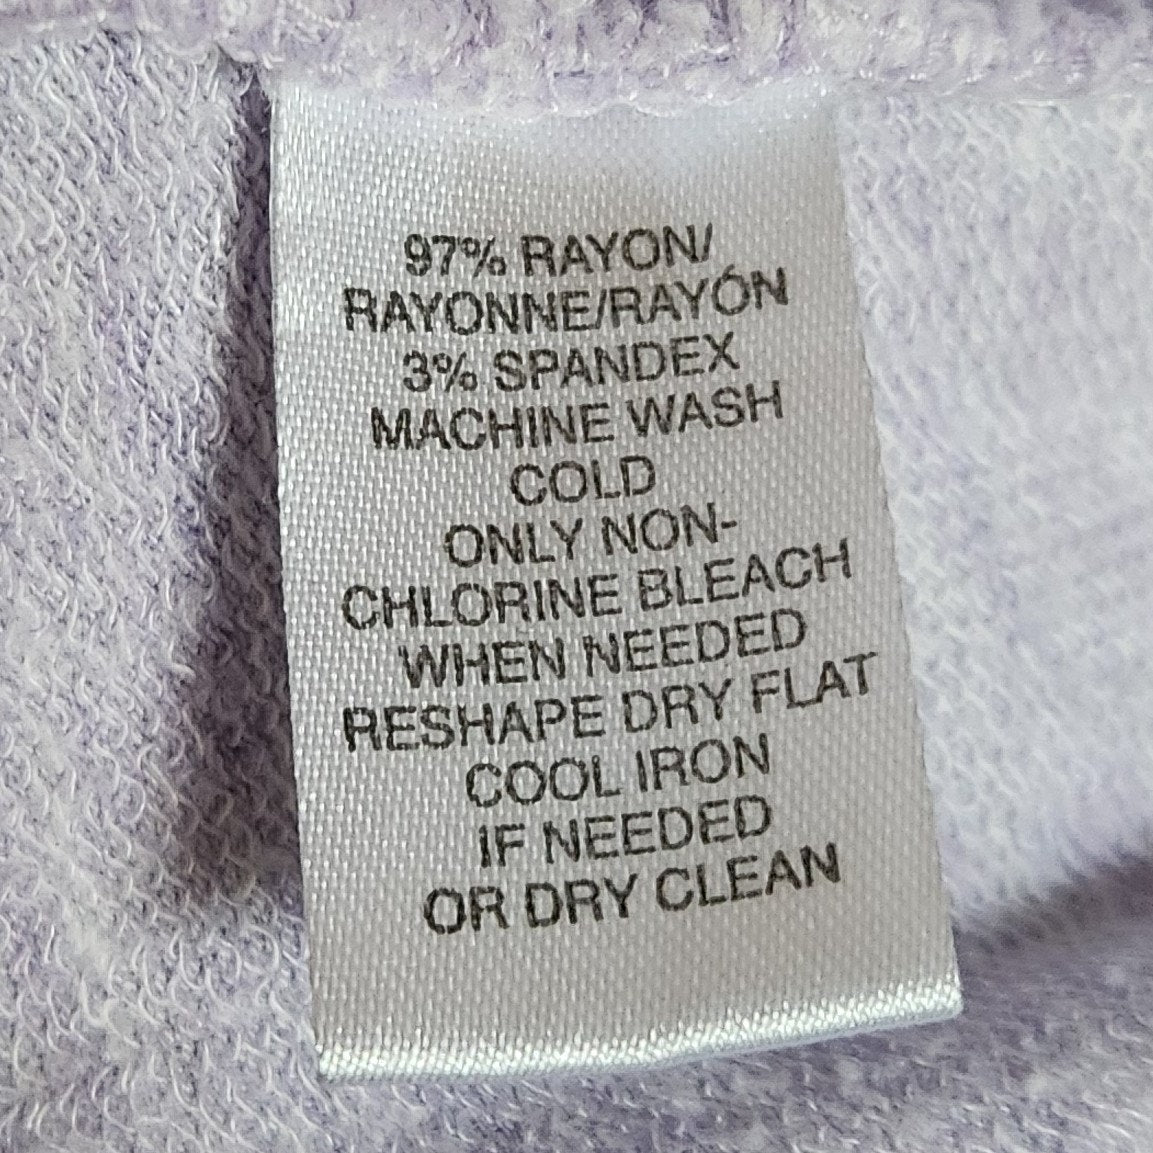 97% RAYON/
RAYONNE/RAYÓN
3% SPANDEX
MACHINE WASH
COLD
ONLY NON-
CHLORINE BLEACH
WHEN NEEDED
RESHAPE DRY FLAT
COOL IRON
IF NEEDED
OR DRY CLEAN